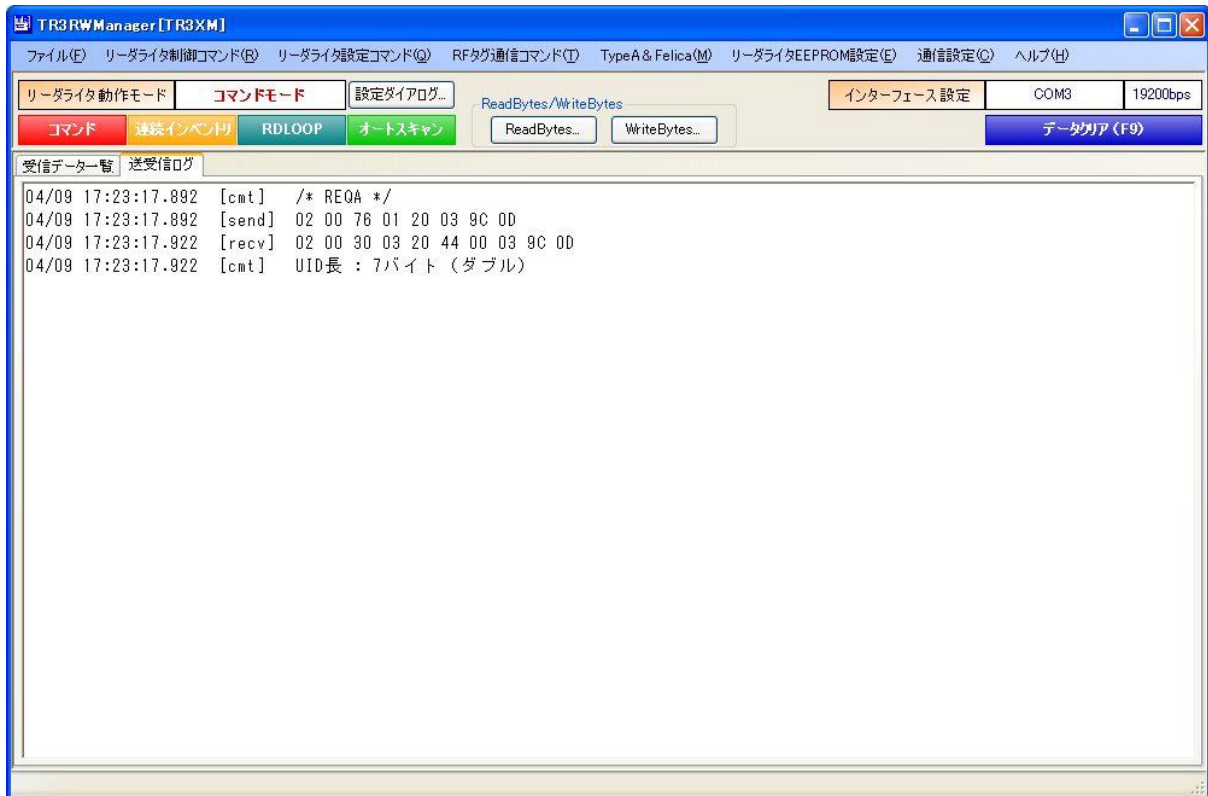 TR3RWManager[TR3XM]
ファイル(F) リーダライタ制御コマンド(R) リーダライタ設定コマンド(Q) RFタグ通信コマンド(T) TypeA&Felica(M) リーダライタEEPROM設定(E) 通信設定(C) ヘルプ(H)
リーダライタ動作モード コマンドモード 設定ダイアログ... ReadBytes/WriteBytes インターフェース設定 COM3 19200bps
コマンド 連続インベントリ RDLOOP オートスキャン ReadBytes... WriteBytes... データクリア(F9)
受信データ一覧 送受信ログ
04/09 17:23:17.892 [cmt] /* REQA */
04/09 17:23:17.892 [send] 02 00 76 01 20 03 9C 0D
04/09 17:23:17.922 [recv] 02 00 30 03 20 44 00 03 9C 0D
04/09 17:23:17.922 [cmt] UID長 : 7バイト (ダブル)